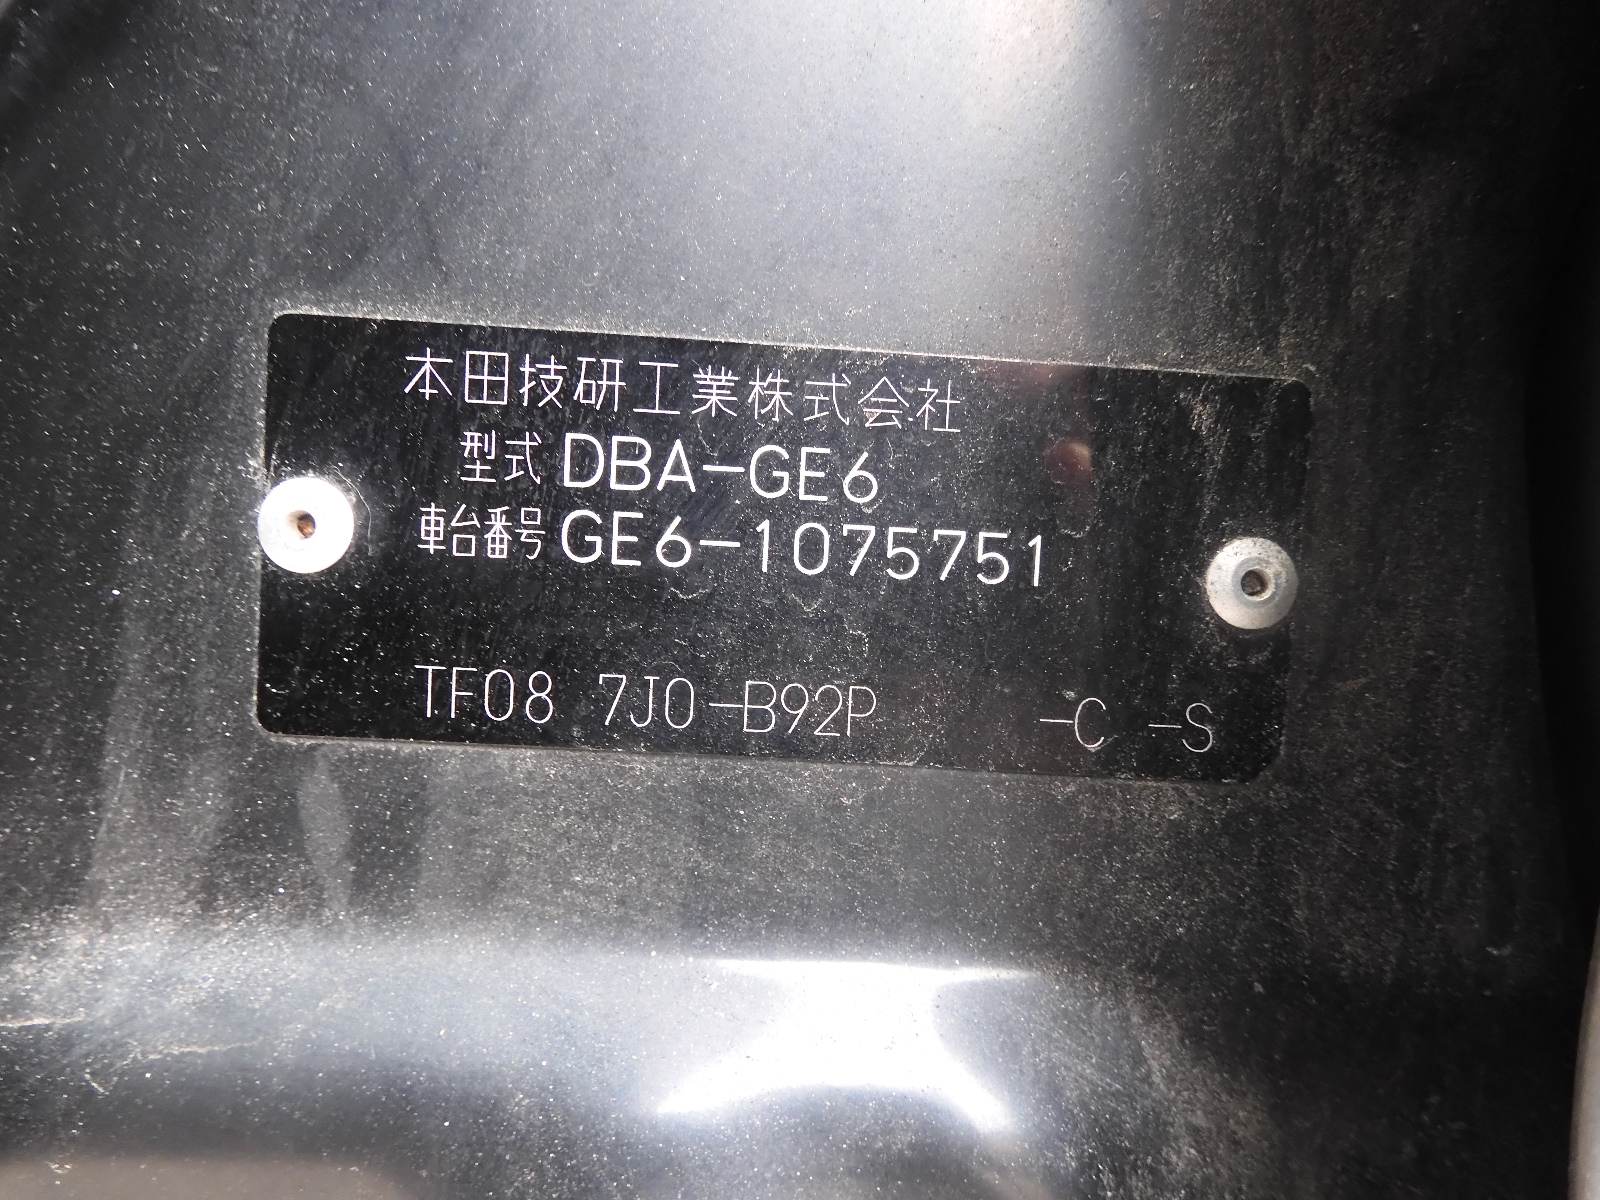 本田技研工業株式会社
型式 DBA-GE6
車台番号 GE6-1075751
TF08 7J0-B92P -C -S